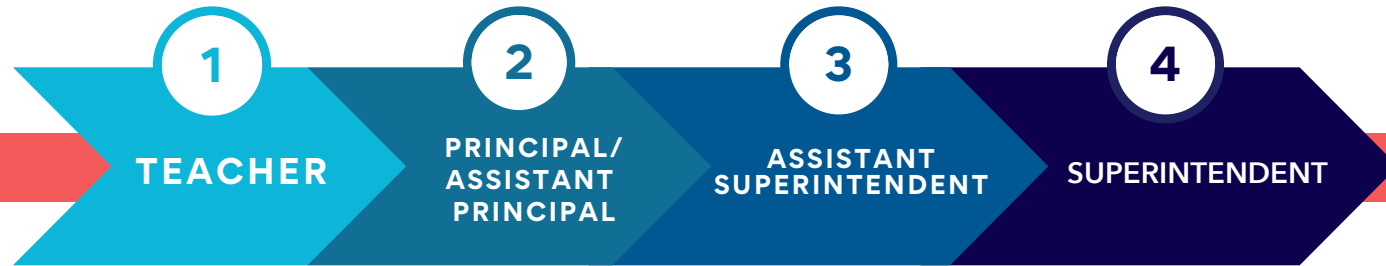 1
TEACHER
2
PRINCIPAL/
ASSISTANT
PRINCIPAL
3
ASSISTANT
SUPERINTENDENT
4
SUPERINTENDENT